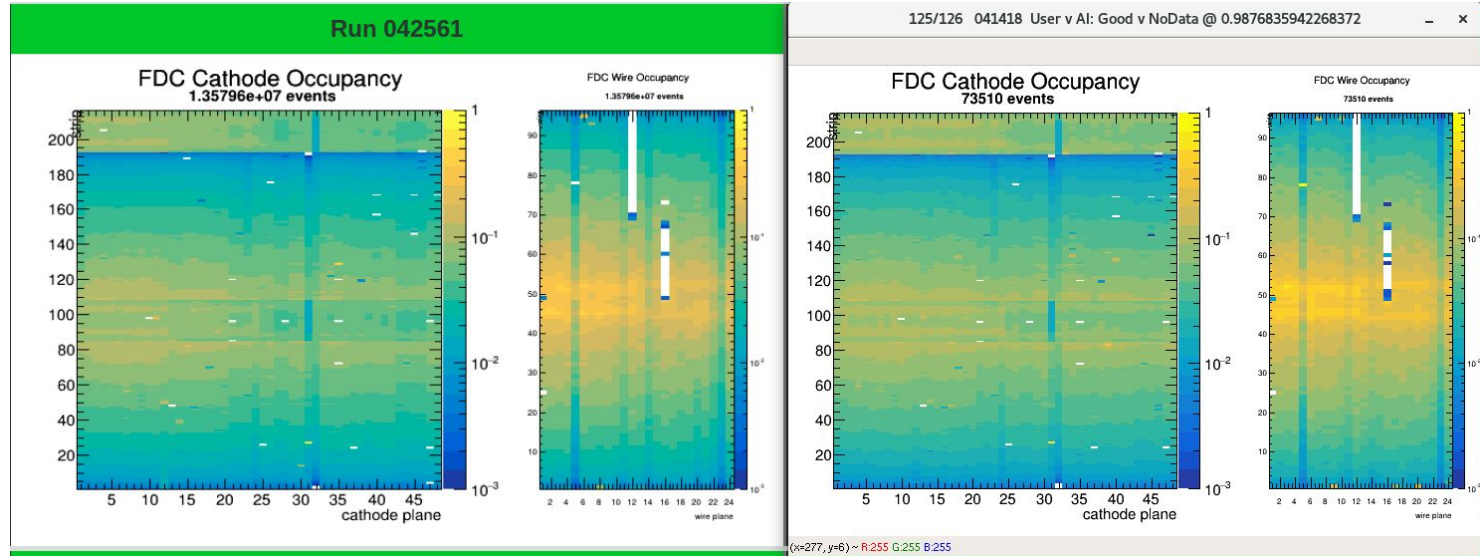 Run 042561
FDC Cathode Occupancy
1.35796e+07 events
strip
200
180
160
140
120
100
80
60
40
20
5 10 15 20 25 30 35 40 45
cathode plane
1
10⁻¹
10⁻²
10⁻³
FDC Wire Occupancy
1.35796e+07 events
90
80
70
60
50
40
30
20
10
2 4 6 8 10 12 14 16 18 20 22 24
wire plane
125/126 041418 User v AI: Good v NoData @ 0.9876835942268372
FDC Cathode Occupancy
73510 events
200
180
160
140
120
100
80
60
40
20
5 10 15 20 25 30 35 40 45
cathode plane
1
10⁻¹
10⁻²
10⁻³
FDC Wire Occupancy
73510 events
90
80
70
60
50
40
30
20
10
2 4 6 8 10 12 14 16 18 20 22 24
wire plane
(x=277, y=6) ~ R:255 G:255 B:255